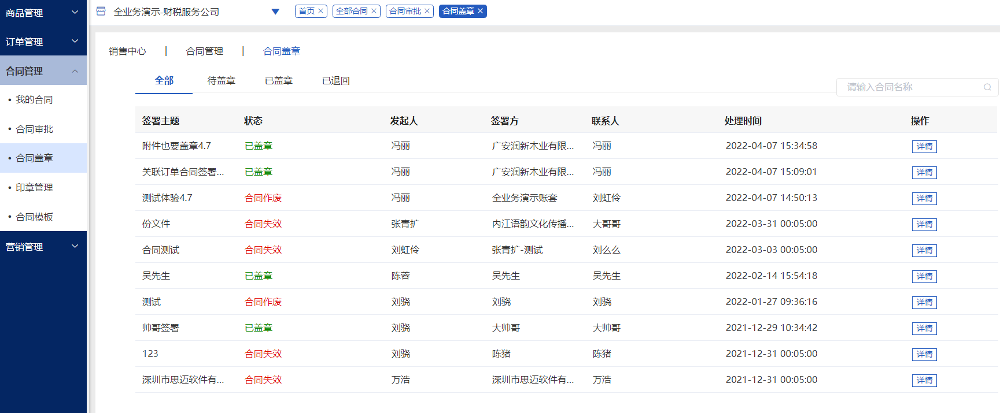 商品管理
订单管理
合同管理
• 我的合同
• 合同审批
• 合同盖章
• 印章管理
• 合同模板
营销管理
全业务演示-财税服务公司
首页 × 全部合同 × 合同审批 × 合同盖章 ×
销售中心 | 合同管理 | 合同盖章
全部 待盖章 已盖章 已退回
请输入合同名称
签署主题 状态 发起人 签署方 联系人 处理时间 操作
附件也要盖章4.7 已盖章 冯丽 广安润新木业有限... 冯丽 2022-04-07 15:34:58 详情
关联订单合同签署... 已盖章 冯丽 广安润新木业有限... 冯丽 2022-04-07 15:09:01 详情
测试体验4.7 合同作废 冯丽 全业务演示账套 刘虹伶 2022-04-07 14:50:13 详情
份文件 合同失效 张青扩 内江语韵文化传播... 大哥哥 2022-03-31 00:05:00 详情
合同测试 合同失效 刘虹伶 张青扩-测试 刘么么 2022-03-03 00:05:00 详情
吴先生 已盖章 陈蓉 吴先生 吴先生 2022-02-14 15:54:18 详情
测试 合同作废 刘骁 刘骁 刘骁 2022-01-27 09:36:16 详情
帅哥签署 已盖章 刘骁 大帅哥 大帅哥 2021-12-29 10:34:42 详情
123 合同失效 刘骁 陈猪 陈猪 2021-12-31 00:05:00 详情
深圳市思迈软件有... 合同失效 万浩 深圳市思迈软件有... 万浩 2021-12-31 00:05:00 详情